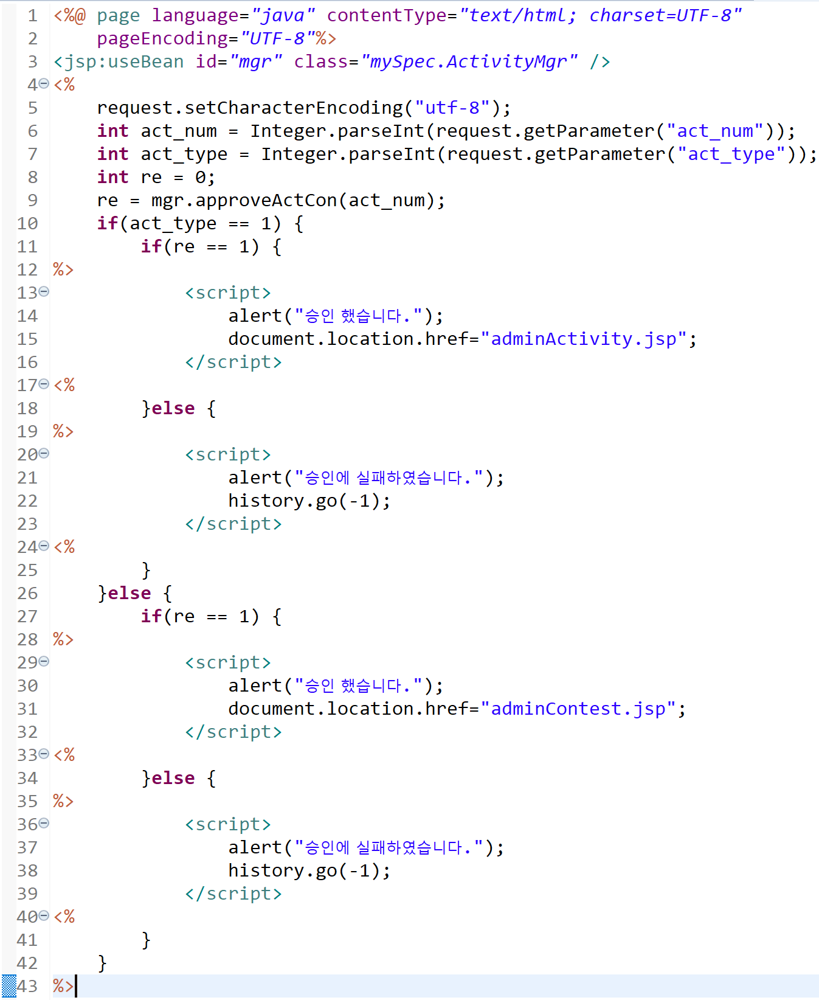 1 <%@ page language="java" contentType="text/html; charset=UTF-8"
2     pageEncoding="UTF-8"%>
3 <jsp:useBean id="mgr" class="mySpec.ActivityMgr" />
4 <%
5     request.setCharacterEncoding("utf-8");
6     int act_num = Integer.parseInt(request.getParameter("act_num"));
7     int act_type = Integer.parseInt(request.getParameter("act_type"));
8     int re = 0;
9     re = mgr.approveActCon(act_num);
10     if(act_type == 1) {
11         if(re == 1) {
12 %>
13             <script>
14                 alert("승인 했습니다.");
15                 document.location.href="adminActivity.jsp";
16             </script>
17 <%
18         }else {
19 %>
20             <script>
21                 alert("승인에 실패하였습니다.");
22                 history.go(-1);
23             </script>
24 <%
25         }
26     }else {
27         if(re == 1) {
28 %>
29             <script>
30                 alert("승인 했습니다.");
31                 document.location.href="adminContest.jsp";
32             </script>
33 <%
34         }else {
35 %>
36             <script>
37                 alert("승인에 실패하였습니다.");
38                 history.go(-1);
39             </script>
40 <%
41         }
42     }
43 %>